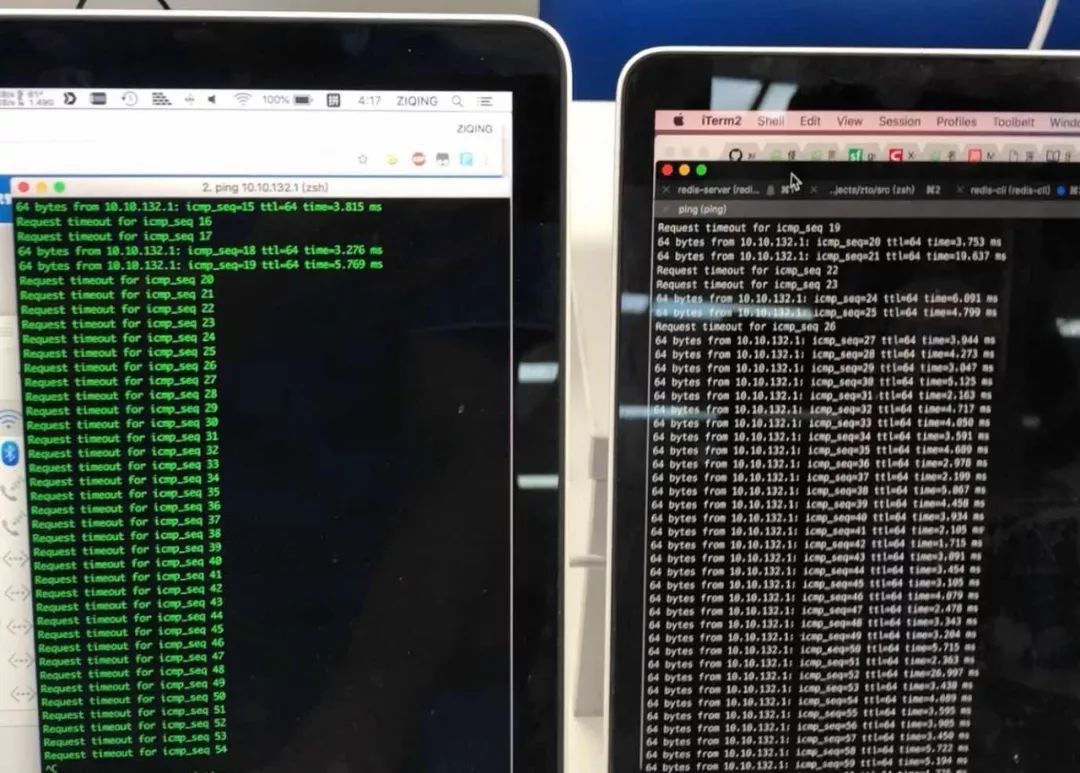 100% 拼 4:17 ZIQING
ZIQING
2. ping 10.10.132.1 (zsh)
64 bytes from 10.10.132.1: icmp_seq=15 ttl=64 time=3.815 ms
Request timeout for icmp_seq 16
Request timeout for icmp_seq 17
64 bytes from 10.10.132.1: icmp_seq=18 ttl=64 time=3.276 ms
64 bytes from 10.10.132.1: icmp_seq=19 ttl=64 time=5.769 ms
Request timeout for icmp_seq 20
Request timeout for icmp_seq 21
Request timeout for icmp_seq 22
Request timeout for icmp_seq 23
Request timeout for icmp_seq 24
Request timeout for icmp_seq 25
Request timeout for icmp_seq 26
Request timeout for icmp_seq 27
Request timeout for icmp_seq 28
Request timeout for icmp_seq 29
Request timeout for icmp_seq 30
Request timeout for icmp_seq 31
Request timeout for icmp_seq 32
Request timeout for icmp_seq 33
Request timeout for icmp_seq 34
Request timeout for icmp_seq 35
Request timeout for icmp_seq 36
Request timeout for icmp_seq 37
Request timeout for icmp_seq 38
Request timeout for icmp_seq 39
Request timeout for icmp_seq 40
Request timeout for icmp_seq 41
Request timeout for icmp_seq 42
Request timeout for icmp_seq 43
Request timeout for icmp_seq 44
Request timeout for icmp_seq 45
Request timeout for icmp_seq 46
Request timeout for icmp_seq 47
Request timeout for icmp_seq 48
Request timeout for icmp_seq 49
Request timeout for icmp_seq 50
Request timeout for icmp_seq 51
Request timeout for icmp_seq 52
Request timeout for icmp_seq 53
Request timeout for icmp_seq 54
^C
iTerm2 Shell Edit View Session Profiles Toolbelt Windo
redis-server (redi... ...jects/zto/src (zsh) ⌘2 redis-cli (redis-cli)
ping (ping)
Request timeout for icmp_seq 19
64 bytes from 10.10.132.1: icmp_seq=20 ttl=64 time=3.753 ms
64 bytes from 10.10.132.1: icmp_seq=21 ttl=64 time=19.637 ms
Request timeout for icmp_seq 22
Request timeout for icmp_seq 23
64 bytes from 10.10.132.1: icmp_seq=24 ttl=64 time=6.091 ms
64 bytes from 10.10.132.1: icmp_seq=25 ttl=64 time=4.799 ms
Request timeout for icmp_seq 26
64 bytes from 10.10.132.1: icmp_seq=27 ttl=64 time=3.944 ms
64 bytes from 10.10.132.1: icmp_seq=28 ttl=64 time=4.273 ms
64 bytes from 10.10.132.1: icmp_seq=29 ttl=64 time=3.047 ms
64 bytes from 10.10.132.1: icmp_seq=30 ttl=64 time=5.125 ms
64 bytes from 10.10.132.1: icmp_seq=31 ttl=64 time=2.163 ms
64 bytes from 10.10.132.1: icmp_seq=32 ttl=64 time=4.717 ms
64 bytes from 10.10.132.1: icmp_seq=33 ttl=64 time=4.050 ms
64 bytes from 10.10.132.1: icmp_seq=34 ttl=64 time=3.591 ms
64 bytes from 10.10.132.1: icmp_seq=35 ttl=64 time=4.689 ms
64 bytes from 10.10.132.1: icmp_seq=36 ttl=64 time=2.978 ms
64 bytes from 10.10.132.1: icmp_seq=37 ttl=64 time=2.199 ms
64 bytes from 10.10.132.1: icmp_seq=38 ttl=64 time=5.867 ms
64 bytes from 10.10.132.1: icmp_seq=39 ttl=64 time=4.458 ms
64 bytes from 10.10.132.1: icmp_seq=40 ttl=64 time=3.934 ms
64 bytes from 10.10.132.1: icmp_seq=41 ttl=64 time=2.105 ms
64 bytes from 10.10.132.1: icmp_seq=42 ttl=64 time=1.715 ms
64 bytes from 10.10.132.1: icmp_seq=43 ttl=64 time=3.891 ms
64 bytes from 10.10.132.1: icmp_seq=44 ttl=64 time=3.454 ms
64 bytes from 10.10.132.1: icmp_seq=45 ttl=64 time=3.105 ms
64 bytes from 10.10.132.1: icmp_seq=46 ttl=64 time=4.079 ms
64 bytes from 10.10.132.1: icmp_seq=47 ttl=64 time=2.478 ms
64 bytes from 10.10.132.1: icmp_seq=48 ttl=64 time=3.343 ms
64 bytes from 10.10.132.1: icmp_seq=49 ttl=64 time=3.204 ms
64 bytes from 10.10.132.1: icmp_seq=50 ttl=64 time=5.715 ms
64 bytes from 10.10.132.1: icmp_seq=51 ttl=64 time=2.363 ms
64 bytes from 10.10.132.1: icmp_seq=52 ttl=64 time=26.997 ms
64 bytes from 10.10.132.1: icmp_seq=53 ttl=64 time=3.438 ms
64 bytes from 10.10.132.1: icmp_seq=54 ttl=64 time=4.689 ms
64 bytes from 10.10.132.1: icmp_seq=55 ttl=64 time=3.595 ms
64 bytes from 10.10.132.1: icmp_seq=56 ttl=64 time=3.905 ms
64 bytes from 10.10.132.1: icmp_seq=57 ttl=64 time=3.450 ms
64 bytes from 10.10.132.1: icmp_seq=58 ttl=64 time=5.722 ms
64 bytes from 10.10.132.1: icmp_seq=59 ttl=64 time=5.194 ms